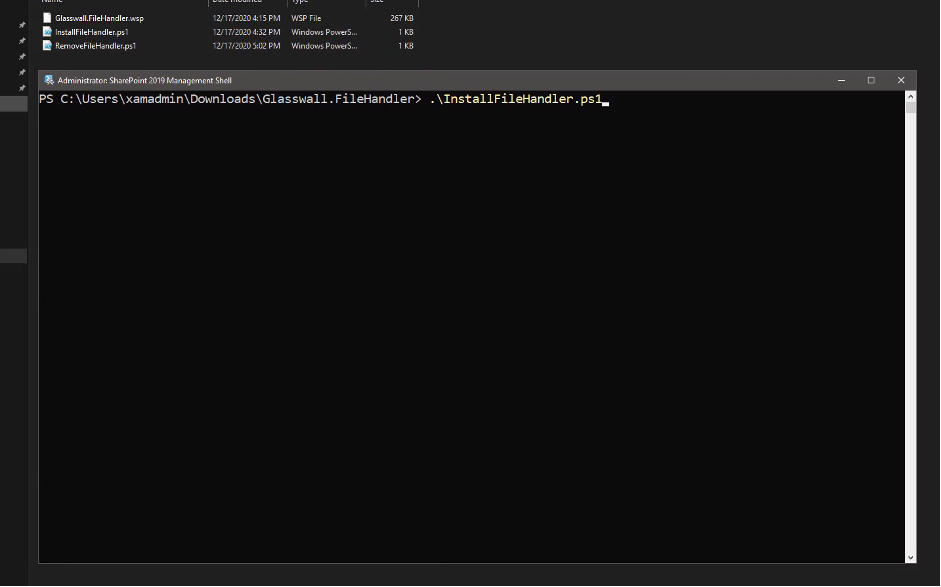 Name Date modified Type Size
Glasswall.FileHandler.wsp 12/17/2020 4:15 PM WSP File 267 KB
InstallFileHandler.ps1 12/17/2020 4:32 PM Windows PowerS... 1 KB
RemoveFileHandler.ps1 12/17/2020 5:02 PM Windows PowerS... 1 KB
Administrator: SharePoint 2019 Management Shell
PS C:\Users\xamadmin\Downloads\Glasswall.FileHandler> .\InstallFileHandler.ps1